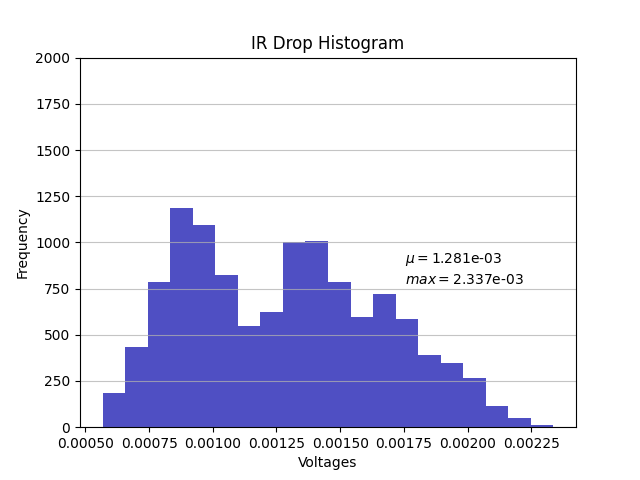 IR Drop Histogram
2000
1750
1500
1250
1000
750
500
250
0
Frequency
μ = 1.281e-03
max = 2.337e-03
0.00050 0.00075 0.00100 0.00125 0.00150 0.00175 0.00200 0.00225
Voltages